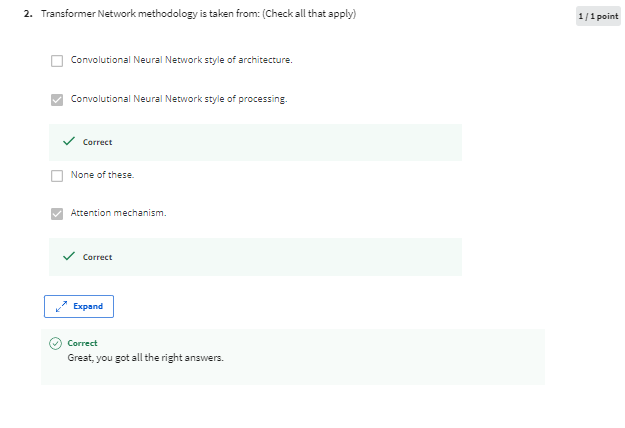 2. Transformer Network methodology is taken from: (Check all that apply)
1 / 1 point
Convolutional Neural Network style of architecture.
Convolutional Neural Network style of processing.
Correct
None of these.
Attention mechanism.
Correct
Expand
Correct
Great, you got all the right answers.